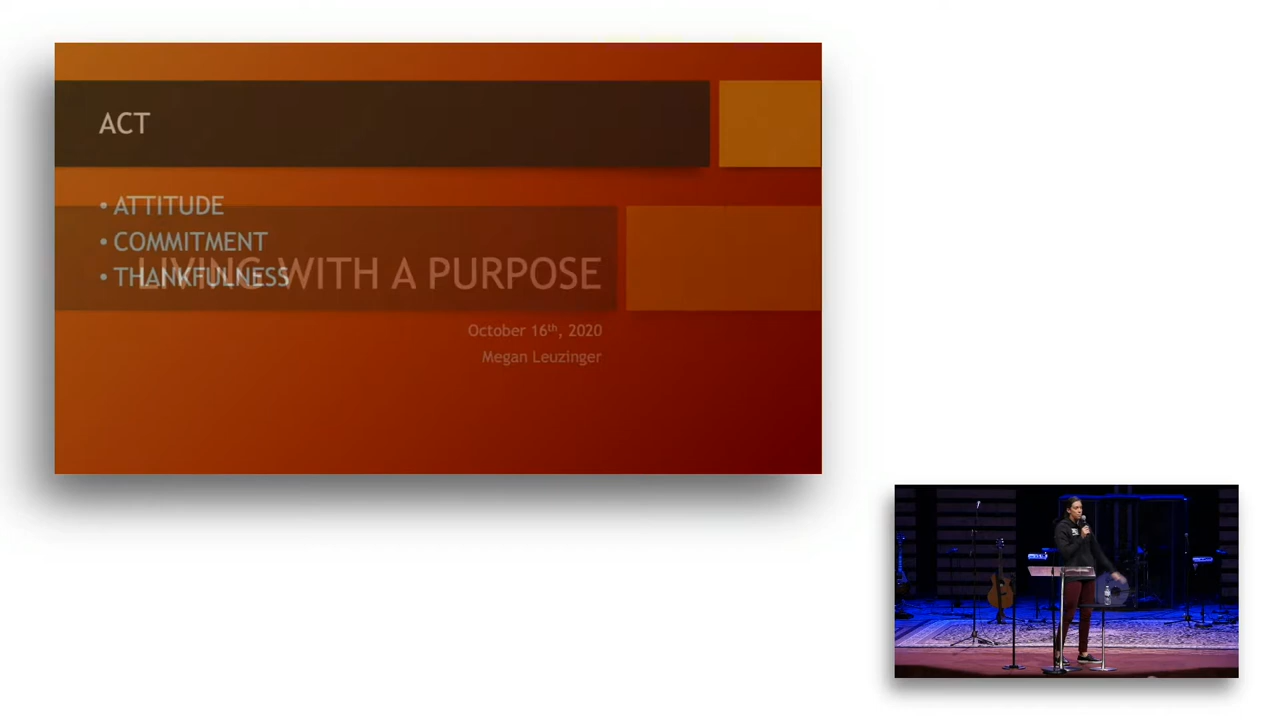 ACT
• ATTITUDE
• COMMITMENT
• THANKFULNESS
LIVING WITH A PURPOSE
October 16th, 2020
Megan Leuzinger